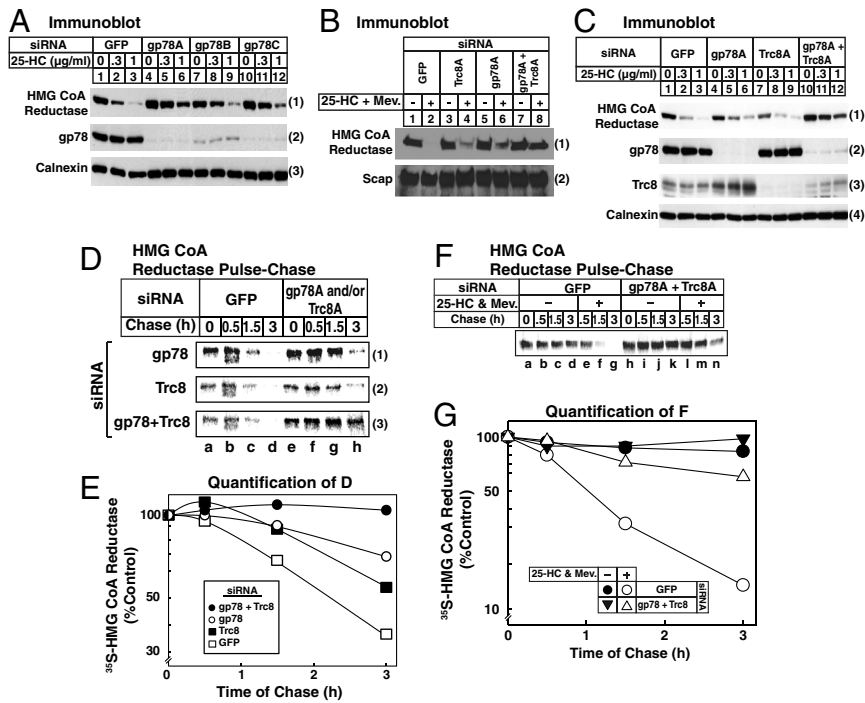 A Immunoblot
siRNA GFP gp78A gp78B gp78C
25-HC (μg/ml) 0 .3 1 0 .3 1 0 .3 1 0 .3 1
1 2 3 4 5 6 7 8 9 10 11 12
HMG CoA
Reductase (1)
gp78 (2)
Calnexin (3)
B Immunoblot
siRNA
GFP Trc8A gp78A gp78A + Trc8A
25-HC + Mev. - + - + - + - +
1 2 3 4 5 6 7 8
HMG CoA
Reductase (1)
Scap (2)
C Immunoblot
siRNA GFP gp78A Trc8A gp78A + Trc8A
25-HC (μg/ml) 0 .3 1 0 .3 1 0 .3 1 0 .3 1
1 2 3 4 5 6 7 8 9 10 11 12
HMG CoA
Reductase (1)
gp78 (2)
Trc8 (3)
Calnexin (4)
D HMG CoA
Reductase Pulse-Chase
siRNA GFP gp78A and/or Trc8A
Chase (h) 0 0.5 1.5 3 0 0.5 1.5 3
siRNA
gp78 (1)
Trc8 (2)
gp78+Trc8 (3)
a b c d e f g h
E Quantification of D
35S-HMG CoA Reductase
(%Control)
100
50
30
siRNA
gp78 + Trc8
gp78
Trc8
GFP
0 1 2 3
Time of Chase (h)
F HMG CoA
Reductase Pulse-Chase
siRNA GFP gp78A + Trc8A
25-HC & Mev. − + − +
Chase (h) 0 .5 1.5 3 .5 1.5 3 0 .5 1.5 3 .5 1.5 3
a b c d e f g h i j k l m n
G Quantification of F
35S-HMG CoA Reductase
(%Control)
100
50
10
25-HC & Mev. − +
GFP
gp78 + Trc8
siRNA
0 1 2 3
Time of Chase (h)